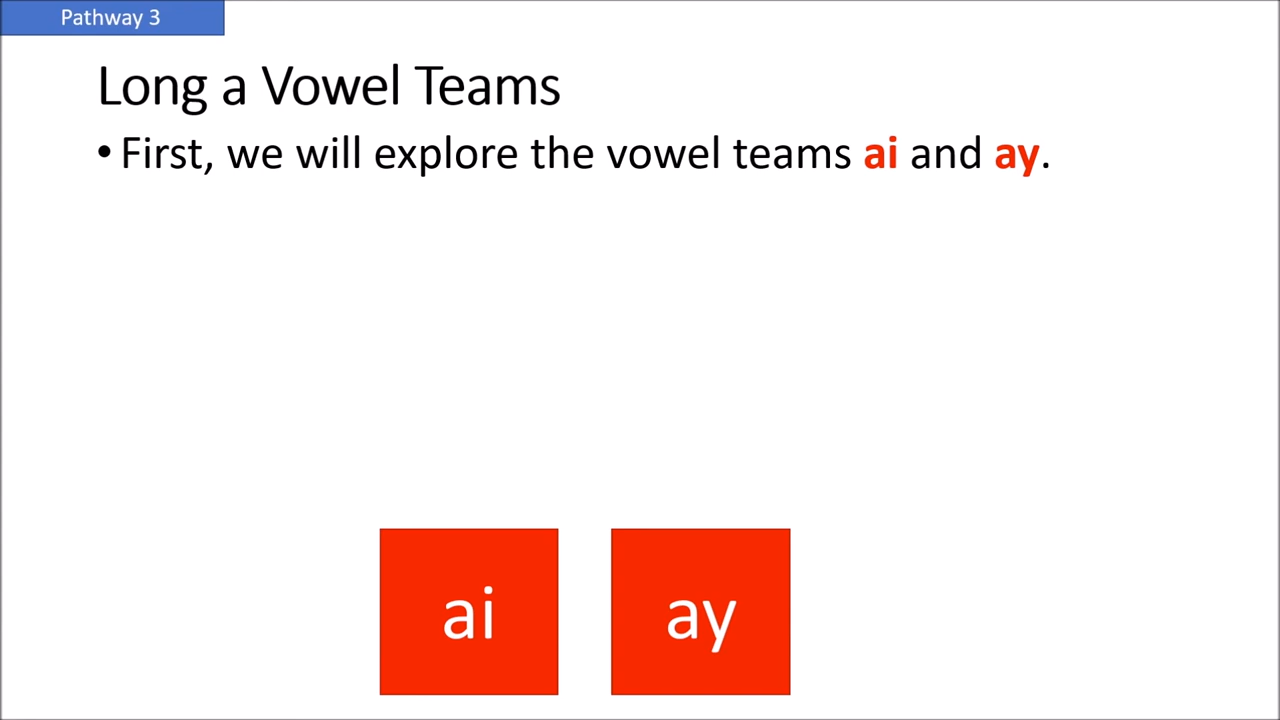 Pathway 3
Long a Vowel Teams
• First, we will explore the vowel teams ai and ay.
ai ay